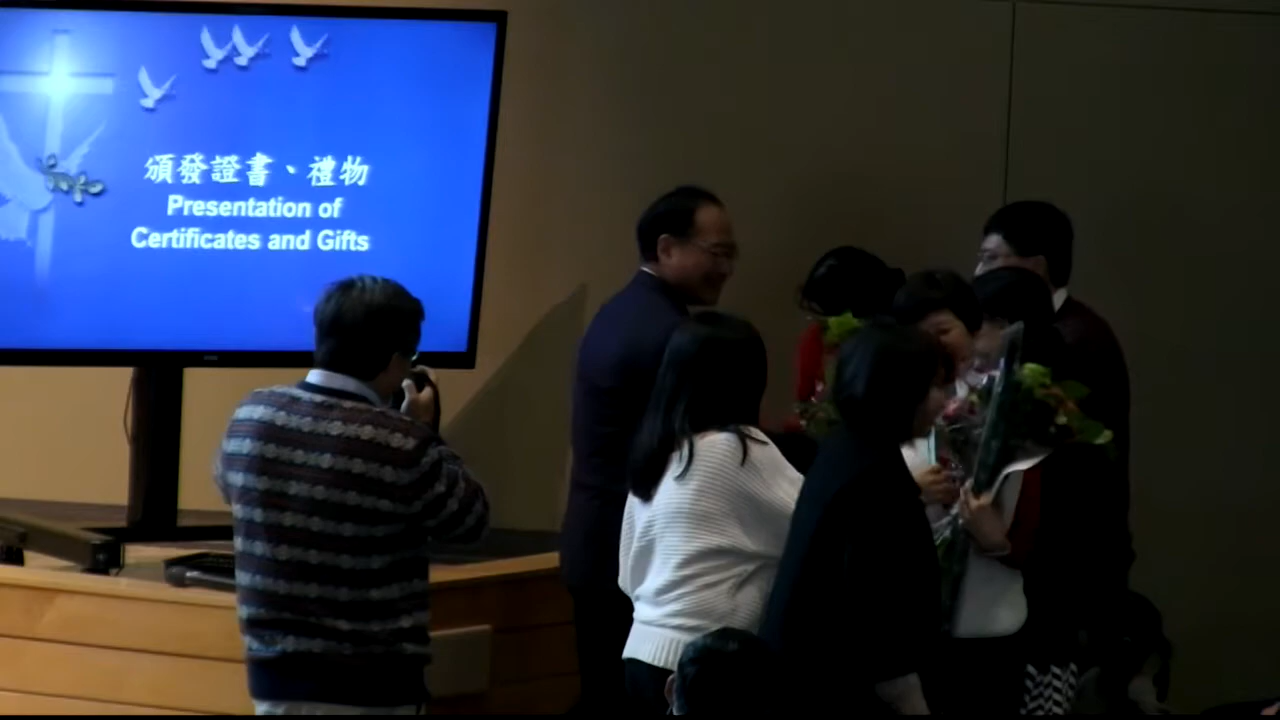 頒發證書、禮物
Presentation of
Certificates and Gifts